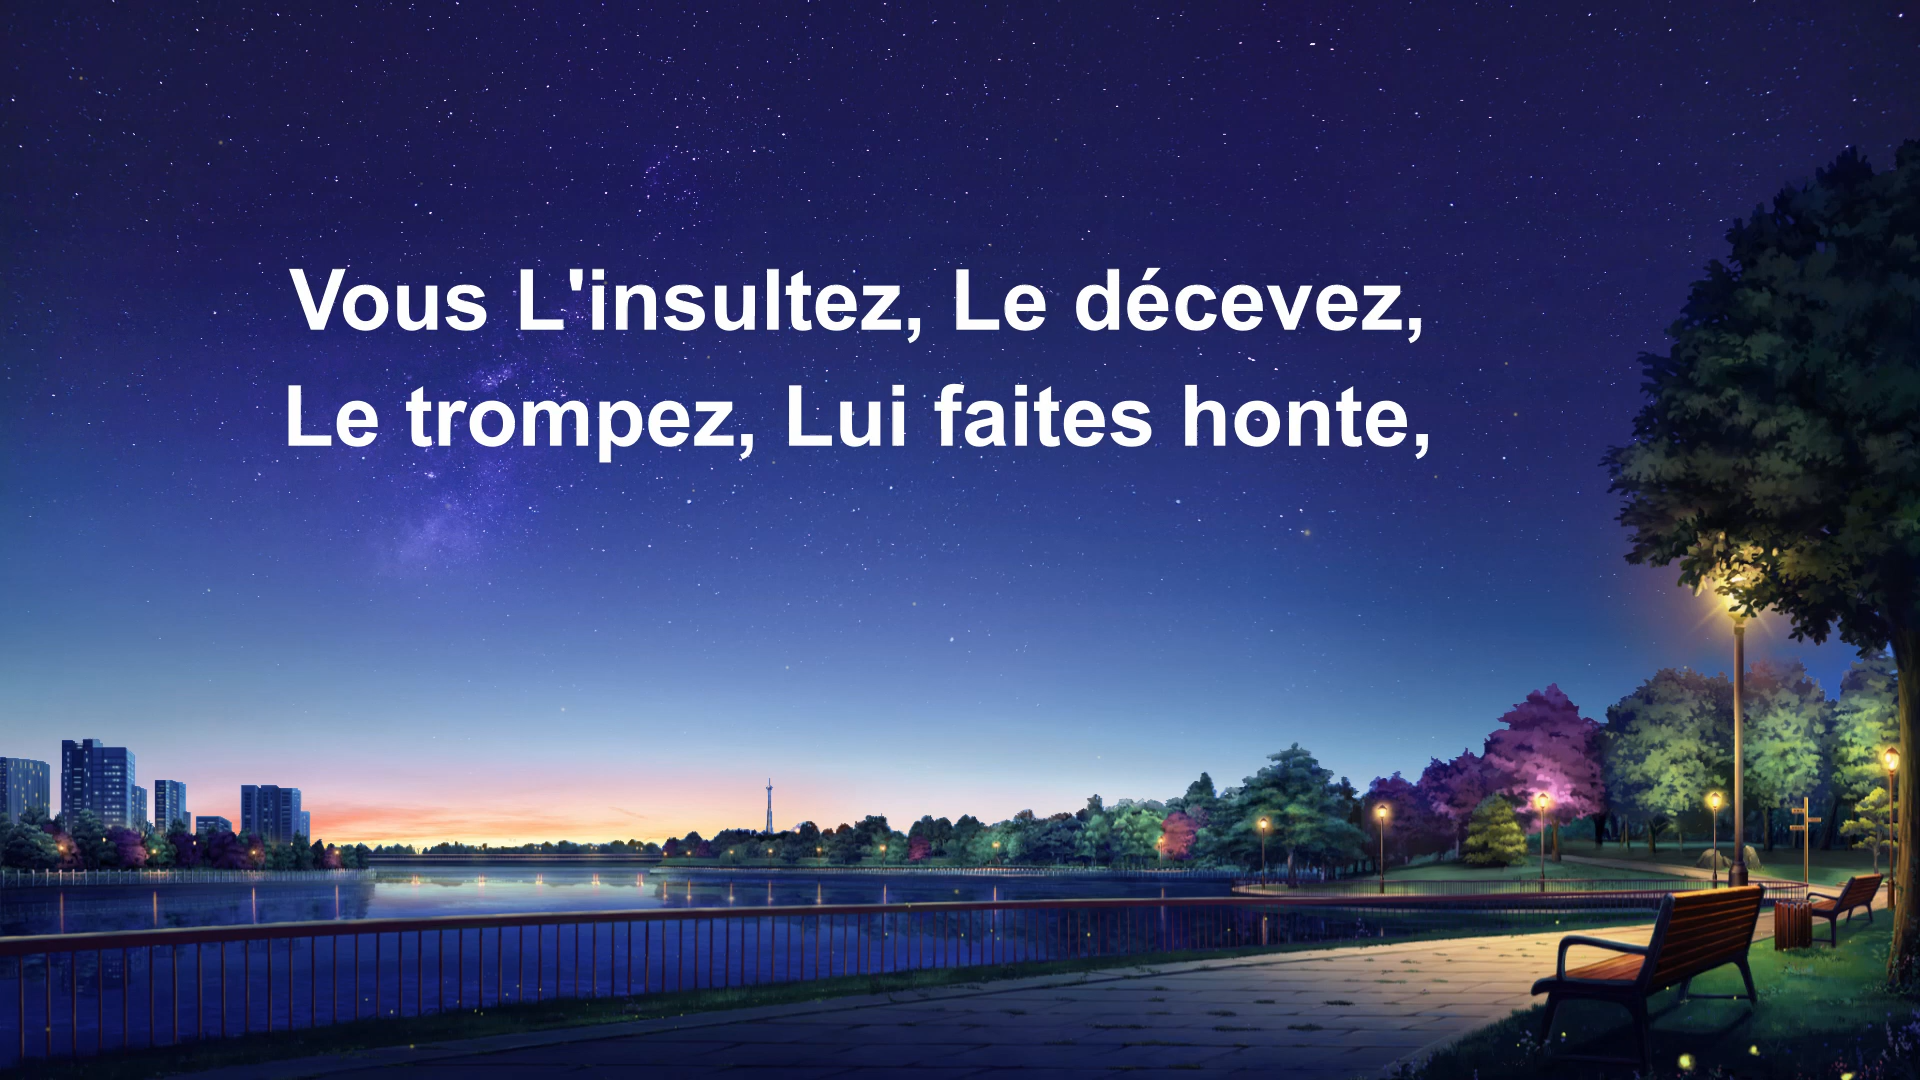 Vous L'insultez, Le décevez,
Le trompez, Lui faites honte,